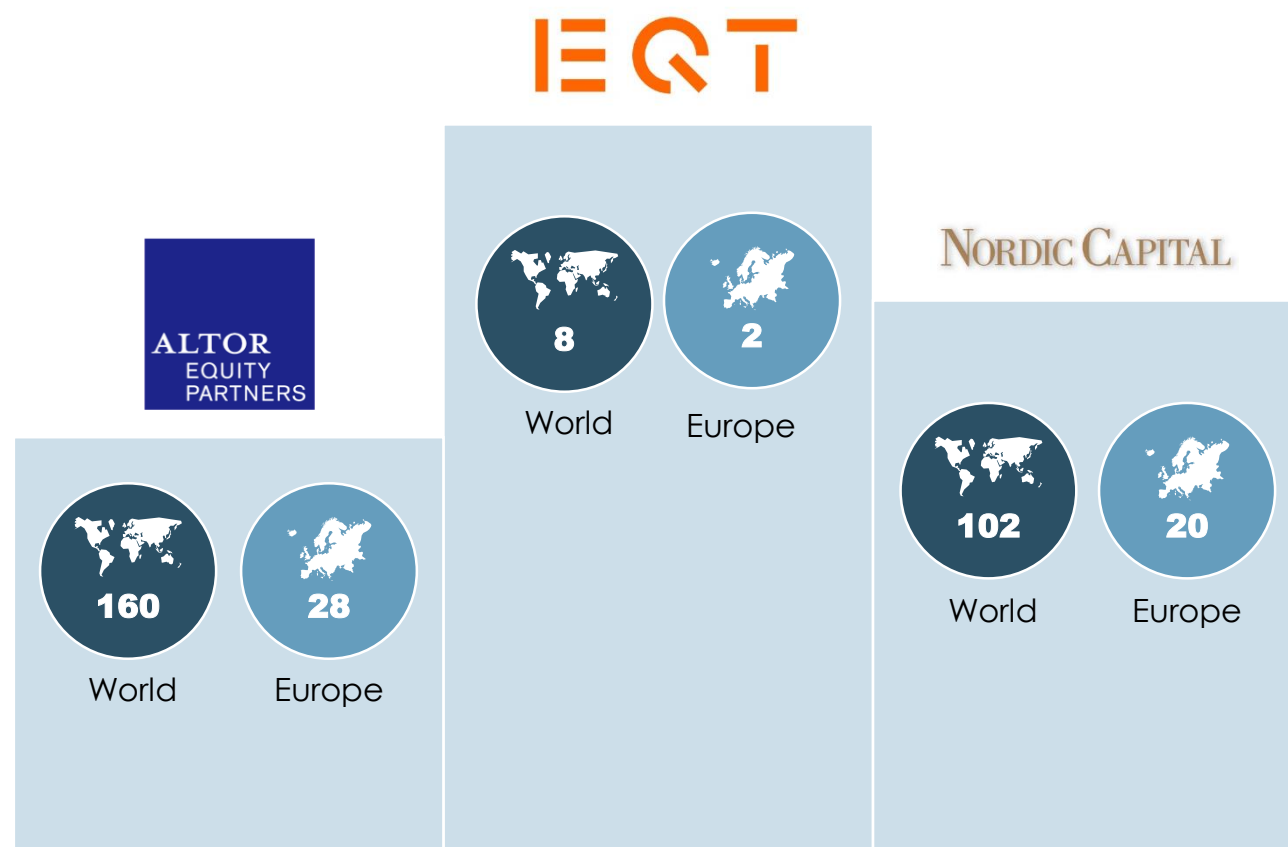 EQT
ALTOR
EQUITY
PARTNERS
160
28
World
Europe
8
2
World
Europe
NORDIC CAPITAL
102
20
World
Europe